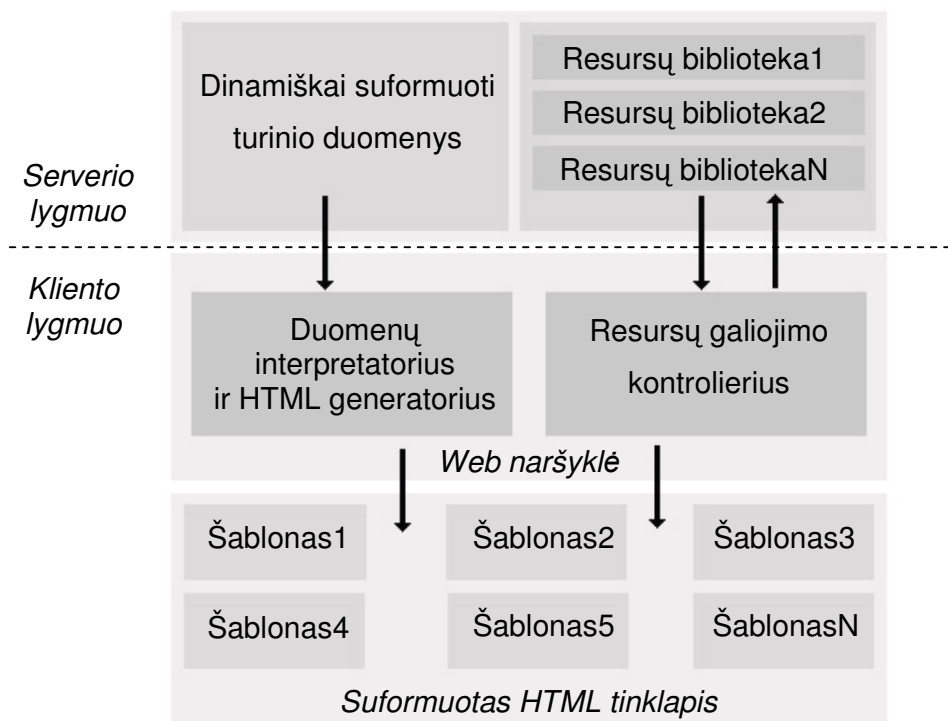 Dinamiškai suformuoti
turinio duomenys
Resursų biblioteka1
Resursų biblioteka2
Resursų bibliotekaN
Serverio
lygmuo
Kliento
lygmuo
Duomenų
interpretatorius
ir HTML generatorius
Resursų galiojimo
kontrolierius
Web naršyklė
Šablonas1
Šablonas2
Šablonas3
Šablonas4
Šablonas5
ŠablonasN
Suformuotas HTML tinklapis